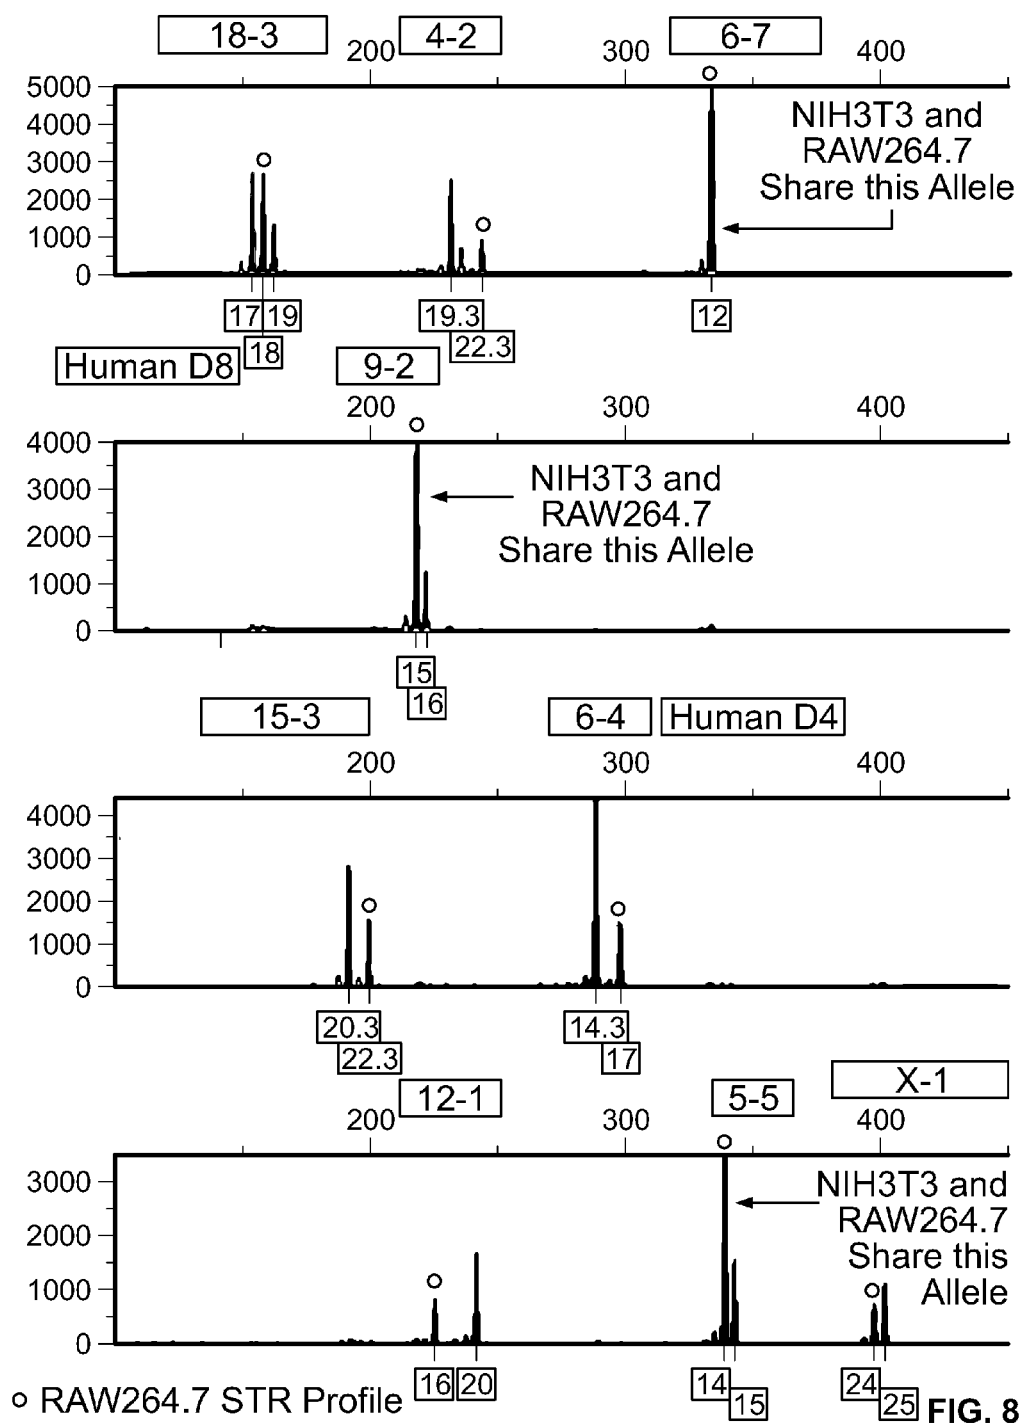 18-3 4-2 6-7
200 300 400
5000
4000
3000
2000
1000
0
NIH3T3 and
RAW264.7
Share this Allele
17 19 19.3 12
18 22.3
Human D8 9-2
200 300 400
4000
3000
2000
1000
0
NIH3T3 and
RAW264.7
Share this Allele
15
16
15-3 6-4 Human D4
200 300 400
4000
3000
2000
1000
0
20.3 14.3
22.3 17
12-1 5-5 X-1
200 300 400
3000
2000
1000
0
NIH3T3 and
RAW264.7
Share this
Allele
16 20 14 24
15 25
RAW264.7 STR Profile
FIG. 8